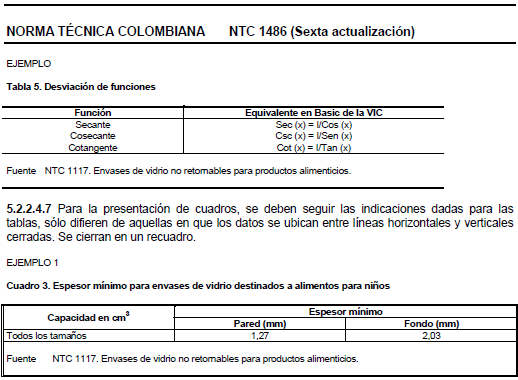 NORMA TÉCNICA COLOMBIANA NTC 1486 (Sexta actualización)
EJEMPLO
Tabla 5. Desviación de funciones
Función Equivalente en Basic de la VIC
Secante Sec (x) = I/Cos (x)
Cosecante Csc (x) = I/Sen (x)
Cotangente Cot (x) = I/Tan (x)
Fuente NTC 1117. Envases de vidrio no retornables para productos alimenticios.
5.2.2.4.7 Para la presentación de cuadros, se deben seguir las indicaciones dadas para las
tablas, sólo difieren de aquellas en que los datos se ubican entre líneas horizontales y verticales
cerradas. Se cierran en un recuadro.
EJEMPLO 1
Cuadro 3. Espesor mínimo para envases de vidrio destinados a alimentos para niños
Capacidad en cm³ Espesor mínimo
Pared (mm) Fondo (mm)
Todos los tamaños 1,27 2,03
Fuente NTC 1117. Envases de vidrio no retornables para productos alimenticios.